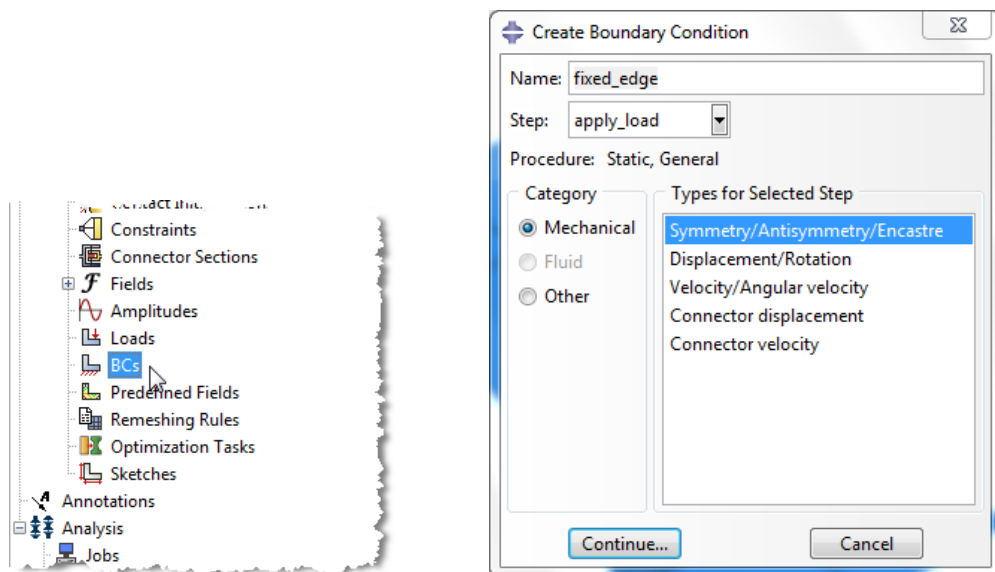 Constraints
Connector Sections
Fields
Amplitudes
Loads
BCs
Predefined Fields
Remeshing Rules
Optimization Tasks
Sketches
Annotations
Analysis
Jobs
Create Boundary Condition
Name: fixed_edge
Step: apply_load
Procedure: Static, General
Category
Mechanical
Fluid
Other
Types for Selected Step
Symmetry/Antisymmetry/Encastre
Displacement/Rotation
Velocity/Angular velocity
Connector displacement
Connector velocity
Continue...
Cancel